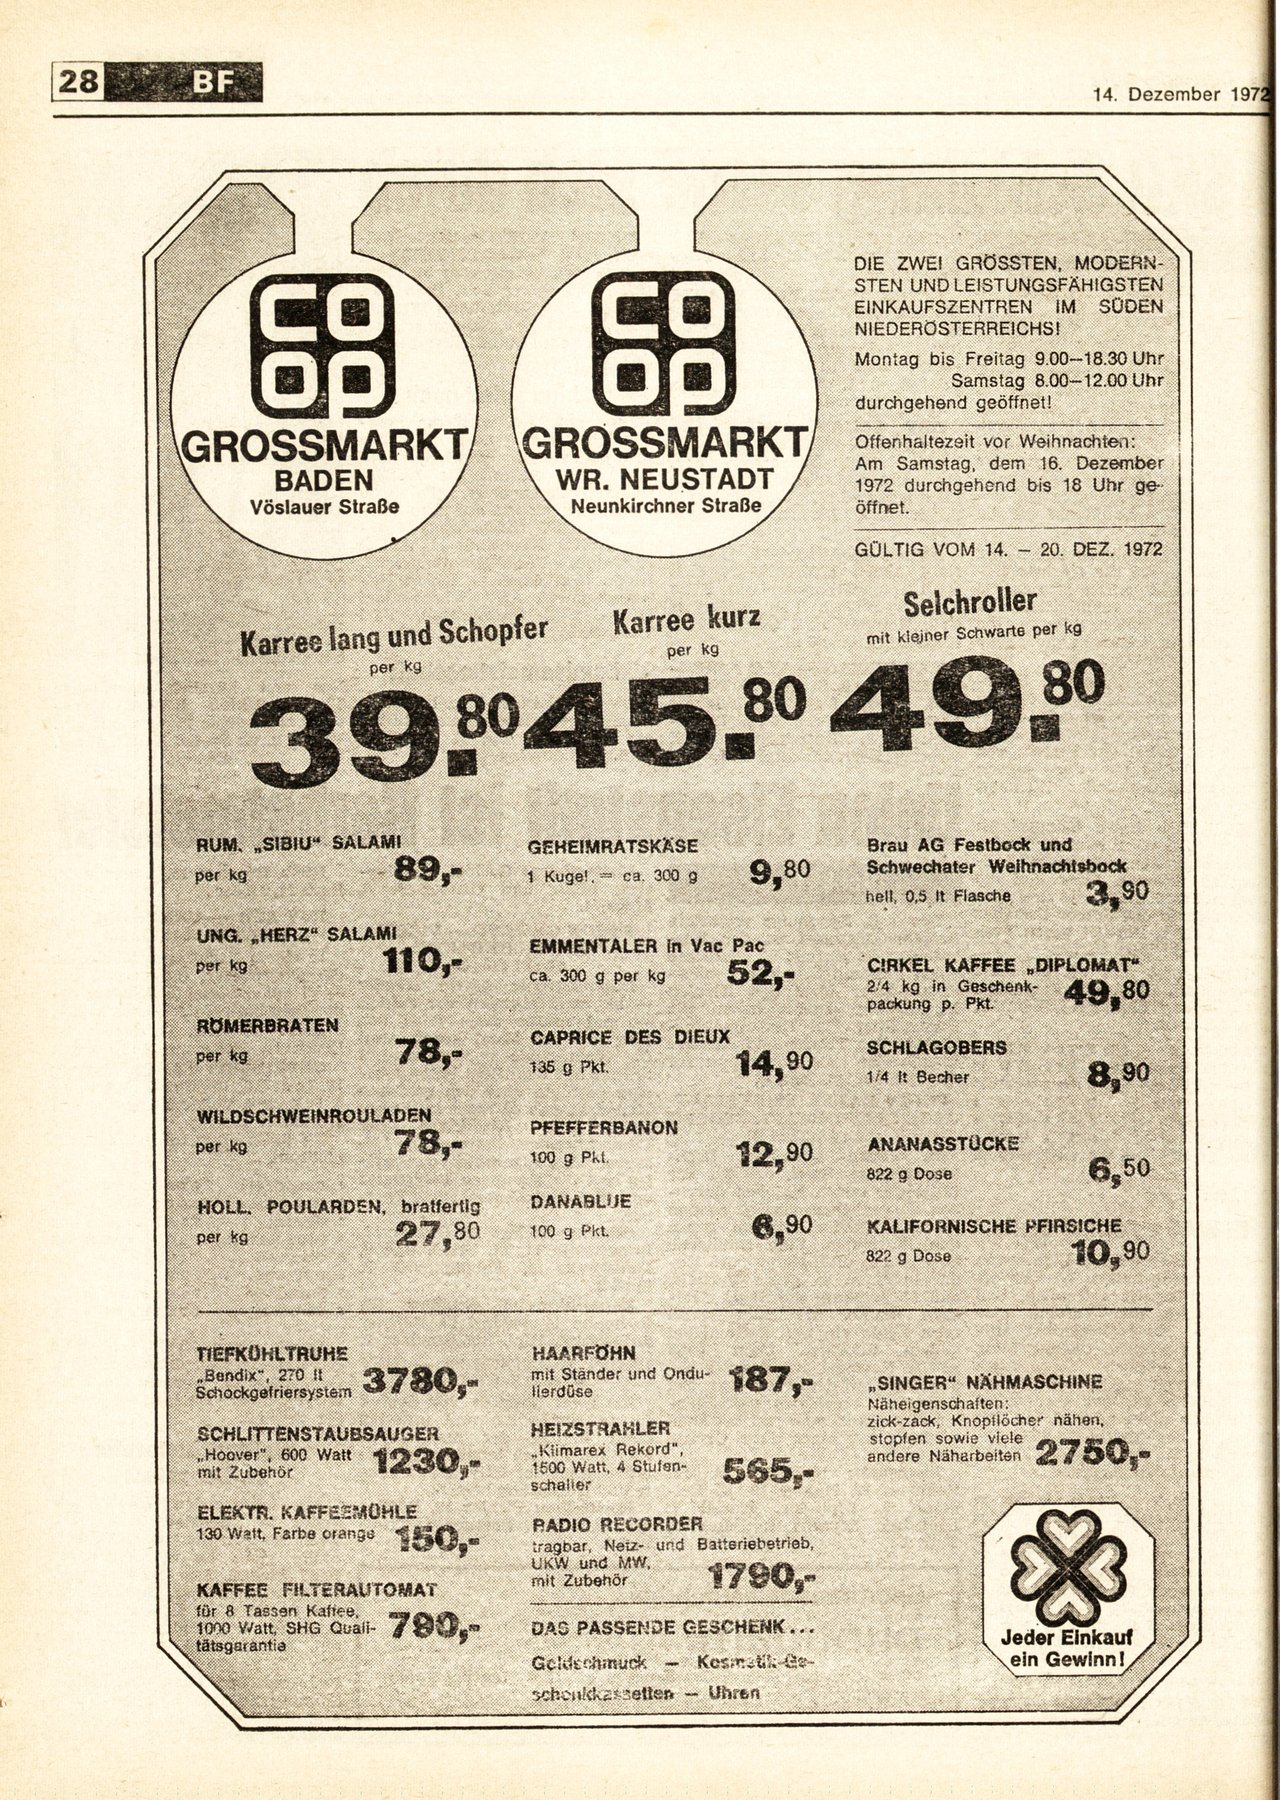 28 BF
14. Dezember 1972
CO
OP
GROSSMARKT
BADEN
Vöslauer Straße
CO
OP
GROSSMARKT
WR. NEUSTADT
Neunkirchner Straße
DIE ZWEI GRÖSSTEN, MODERN-
STEN UND LEISTUNGSFÄHIGSTEN
EINKAUFSZENTREN IM SÜDEN
NIEDERÖSTERREICHS!
Montag bis Freitag 9.00–18.30 Uhr
Samstag 8.00–12.00 Uhr
durchgehend geöffnet!
Offenhaltezeit vor Weihnachten:
Am Samstag, dem 16. Dezember
1972 durchgehend bis 18 Uhr ge-
öffnet.
GÜLTIG VOM 14. – 20. DEZ. 1972
Karree lang und Schopfer
per kg
39.80
Karree kurz
per kg
45.80
Selchroller
mit kleiner Schwarte per kg
49.80
RUM. „SIBIU“ SALAMI
per kg 89,-
UNG. „HERZ“ SALAMI
per kg 110,-
RÖMERBRATEN
per kg 78,-
WILDSCHWEINROULADEN
per kg 78,-
HOLL. POULARDEN, bratfertig
per kg 27,80
GEHEIMRATSKÄSE
1 Kugel, = ca. 300 g 9,80
EMMENTALER in Vac Pac
ca. 300 g per kg 52,-
CAPRICE DES DIEUX
135 g Pkt. 14,90
PFEFFERBANON
100 g Pkt. 12,90
DANABLUE
100 g Pkt. 6,90
Brau AG Festbock und
Schwechater Weihnachtsbock
hell, 0,5 lt Flasche 3,90
CIRKEL KAFFEE „DIPLOMAT“
2/4 kg in Geschenk-
packung p. Pkt. 49,80
SCHLAGOBERS
1/4 lt Becher 8,90
ANANASSTÜCKE
822 g Dose 6,50
KALIFORNISCHE PFIRSICHE
822 g Dose 10,90
TIEFKÜHLTRUHE
„Bendix“, 270 lt
Schockgefriersystem 3780,-
SCHLITTENSTAUBSAUGER
„Hoover“, 600 Watt
mit Zubehör 1230,-
ELEKTR. KAFFEEMÜHLE
130 Watt, Farbe orange 150,-
KAFFEE FILTERAUTOMAT
für 8 Tassen Kaffee,
1000 Watt, SHG Quali-
tätsgarantie 790,-
HAARFÖHN
mit Ständer und Ondu-
lierdüse 187,-
HEIZSTRAHLER
„Klimarex Rekord“,
1500 Watt, 4 Stufen-
schalter 565,-
RADIO RECORDER
tragbar, Netz- und Batteriebetrieb,
UKW und MW,
mit Zubehör 1790,-
DAS PASSENDE GESCHENK...
Goldschmuck – Kosmetik-Ge-
schenkkassetten – Uhren
„SINGER“ NÄHMASCHINE
Näheigenschaften:
zick-zack, Knopflöcher nähen,
stopfen sowie viele
andere Näharbeiten 2750,-
Jeder Einkauf
ein Gewinn!